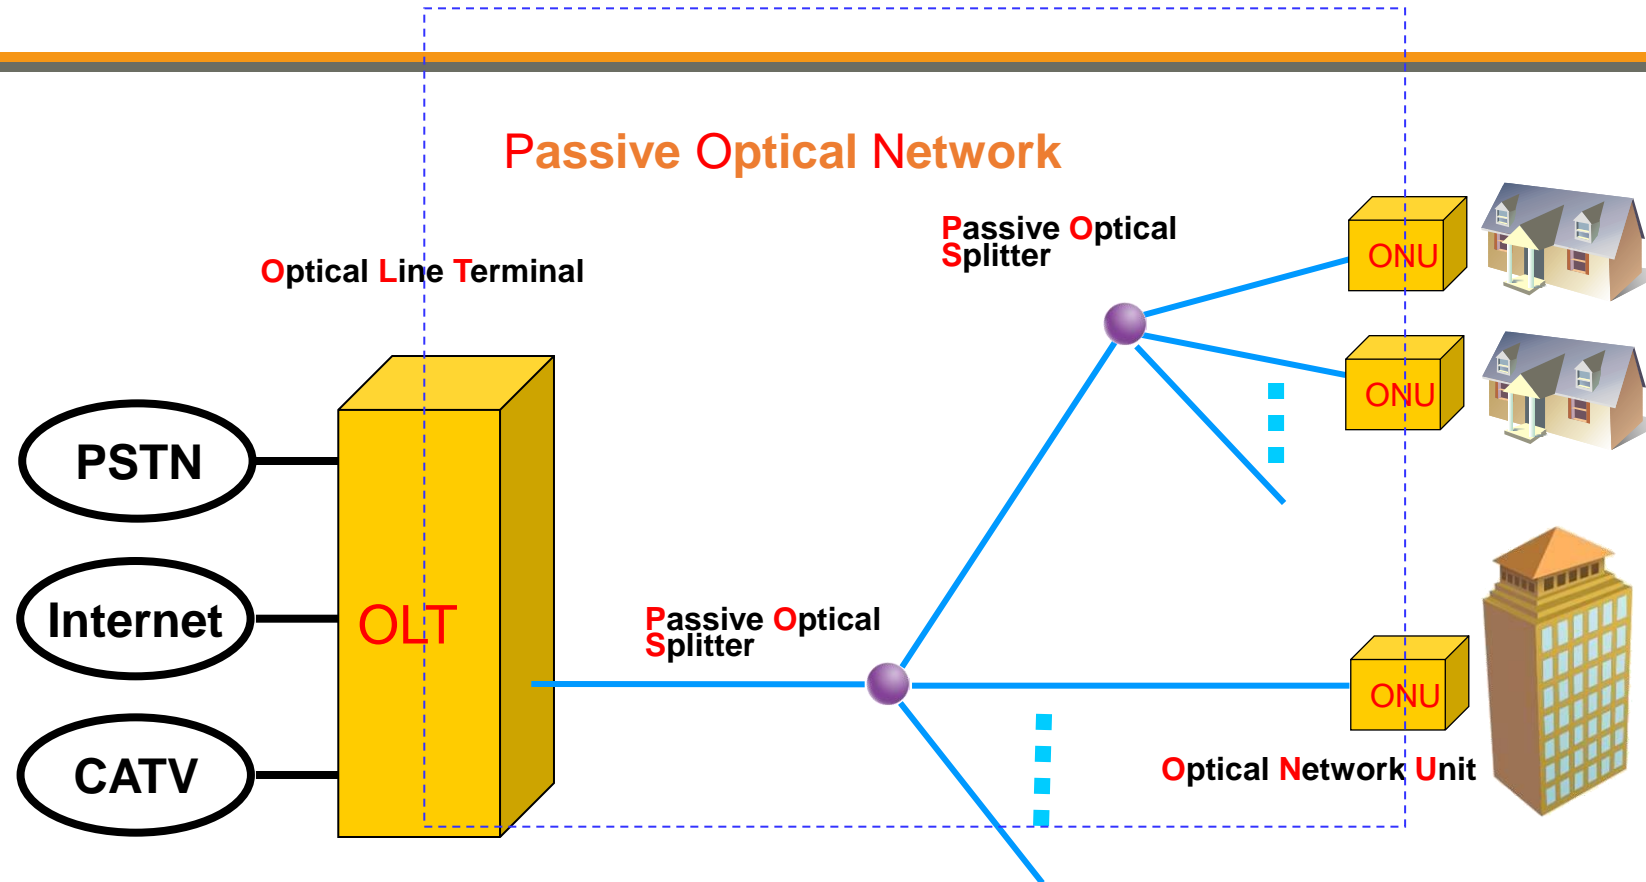 Passive Optical Network
Passive Optical
Splitter
Optical Line Terminal
ONU
ONU
PSTN
Internet
OLT
Passive Optical
Splitter
ONU
CATV
Optical Network Unit